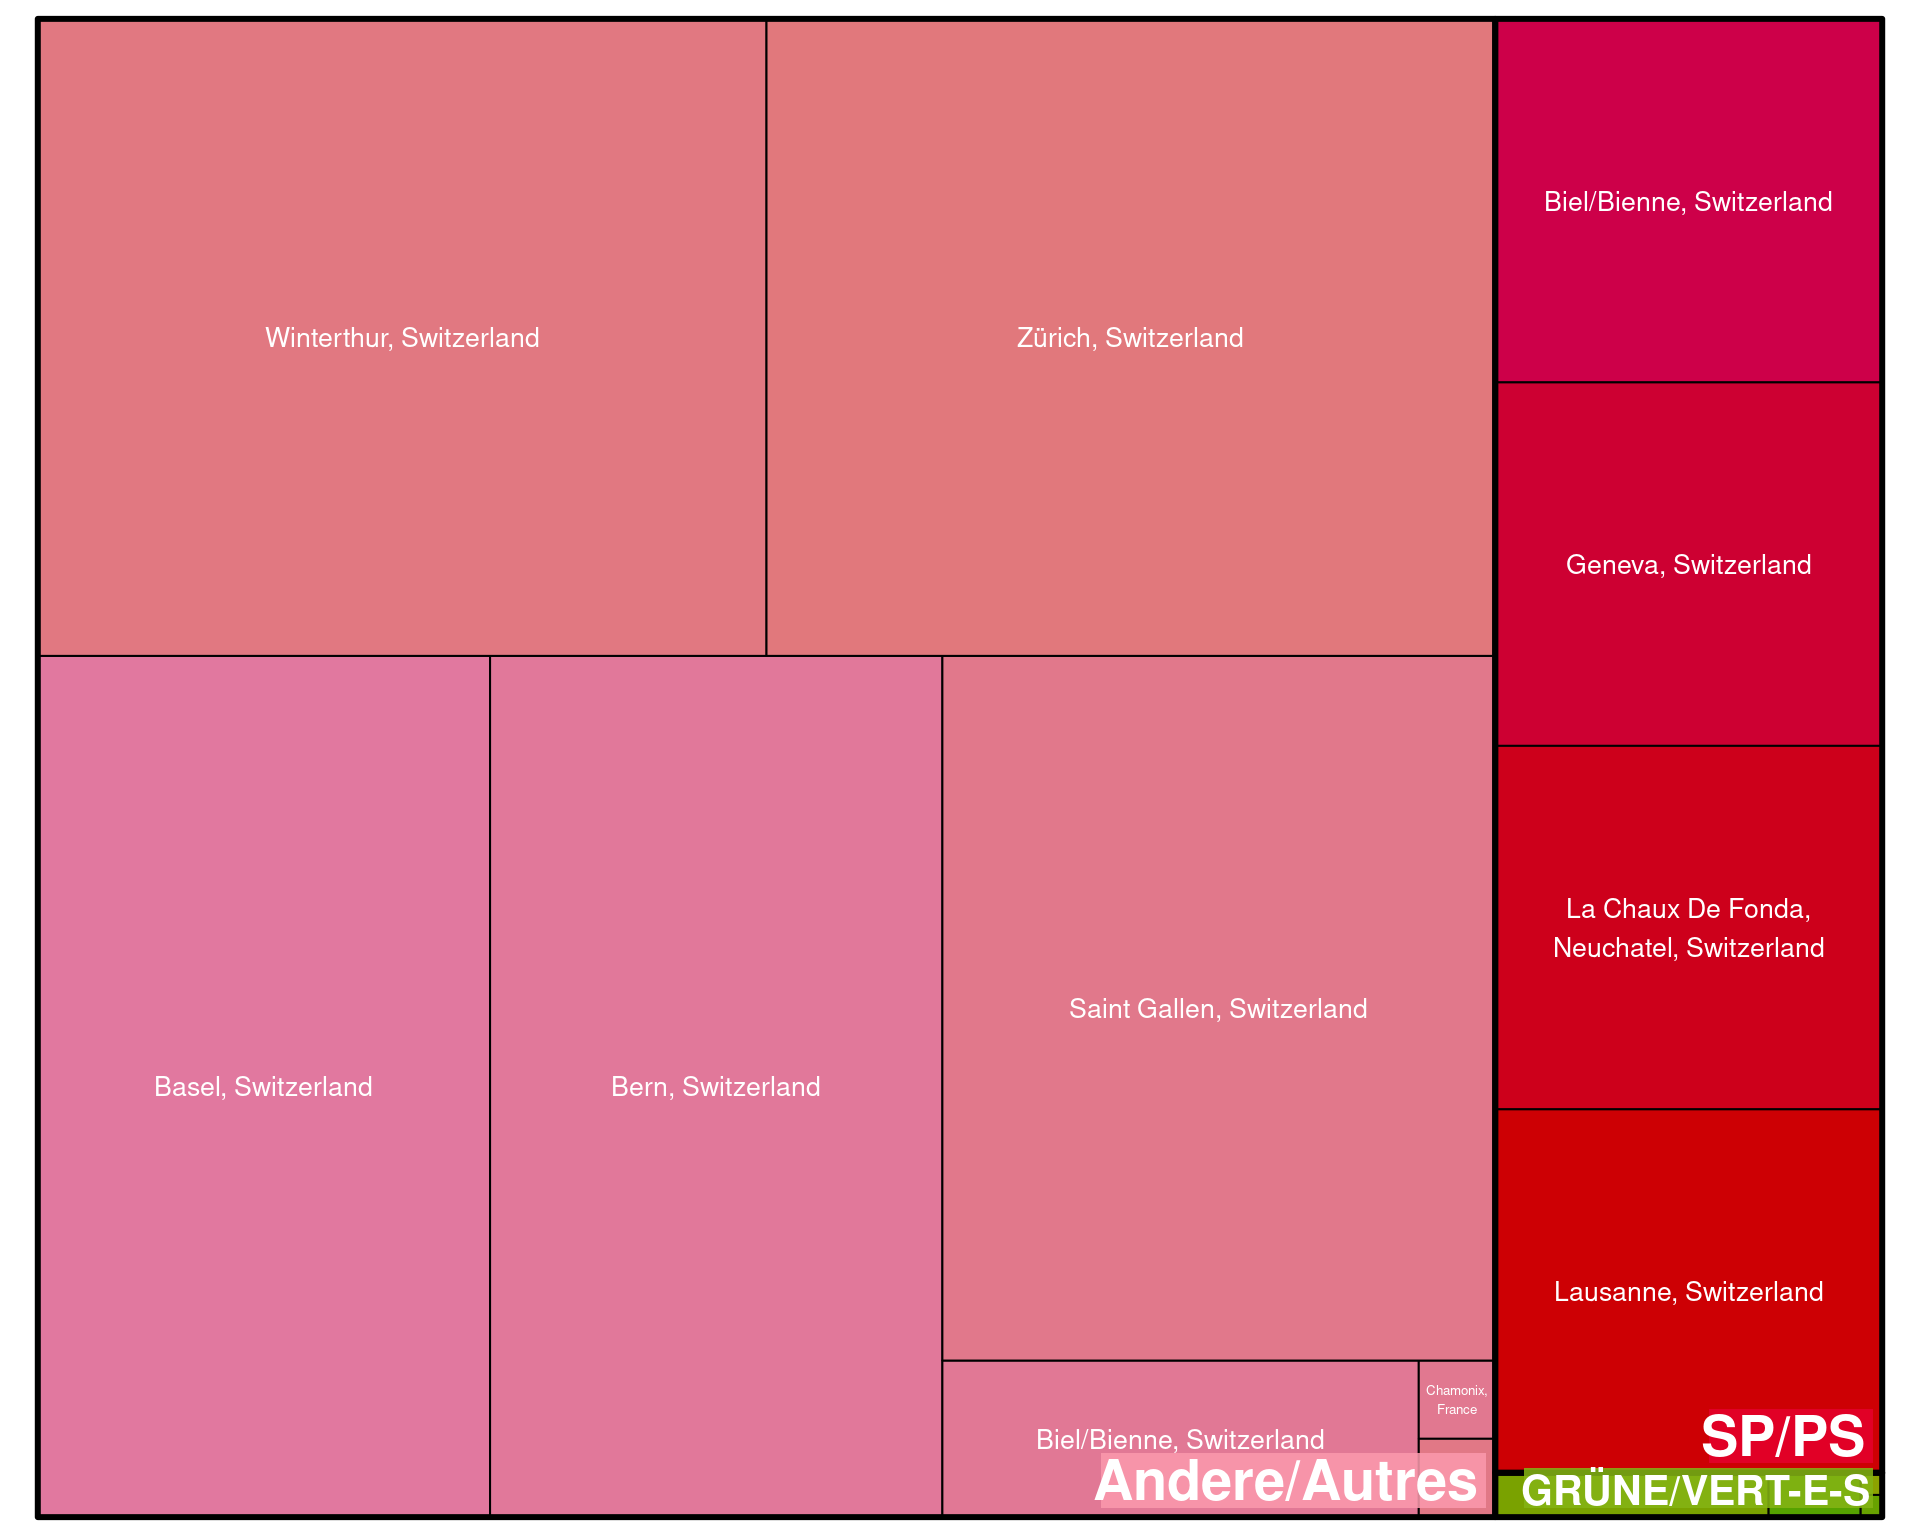 Winterthur, Switzerland
Zürich, Switzerland
Biel/Bienne, Switzerland
Geneva, Switzerland
La Chaux De Fonda,
Neuchatel, Switzerland
Saint Gallen, Switzerland
Basel, Switzerland
Bern, Switzerland
Lausanne, Switzerland
Chamonix,
France
Biel/Bienne, Switzerland
SP/PS
Andere/Autres
GRÜNE/VERT-E-S